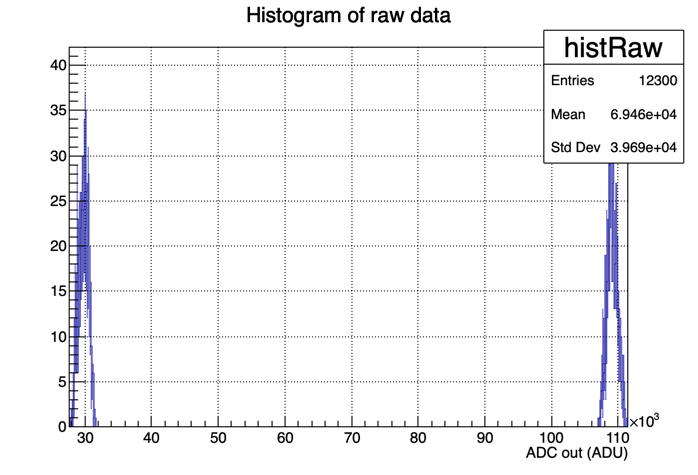 Histogram of raw data
histRaw
Entries 12300
Mean 6.946e+04
Std Dev 3.969e+04
40
35
30
25
20
15
10
5
0
30 40 50 60 70 80 90 100 110 ×10³
ADC out (ADU)